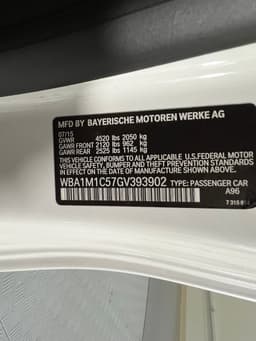 MFD BY BAYERISCHE MOTOREN WERKE AG
07/15
GVWR 4520 lbs 2050 kg
GAWR FRONT 2120 lbs 962 kg
GAWR REAR 2525 lbs 1145 kg
THIS VEHICLE CONFORMS TO ALL APPLICABLE U.S.FEDERAL MOTOR
VEHICLE SAFETY, BUMPER, AND THEFT PREVENTION STANDARDS IN
EFFECT ON THE DATE OF MANUFACTURE SHOWN ABOVE.
WBA1M1C57GV393902 TYPE: PASSENGER CAR
A96